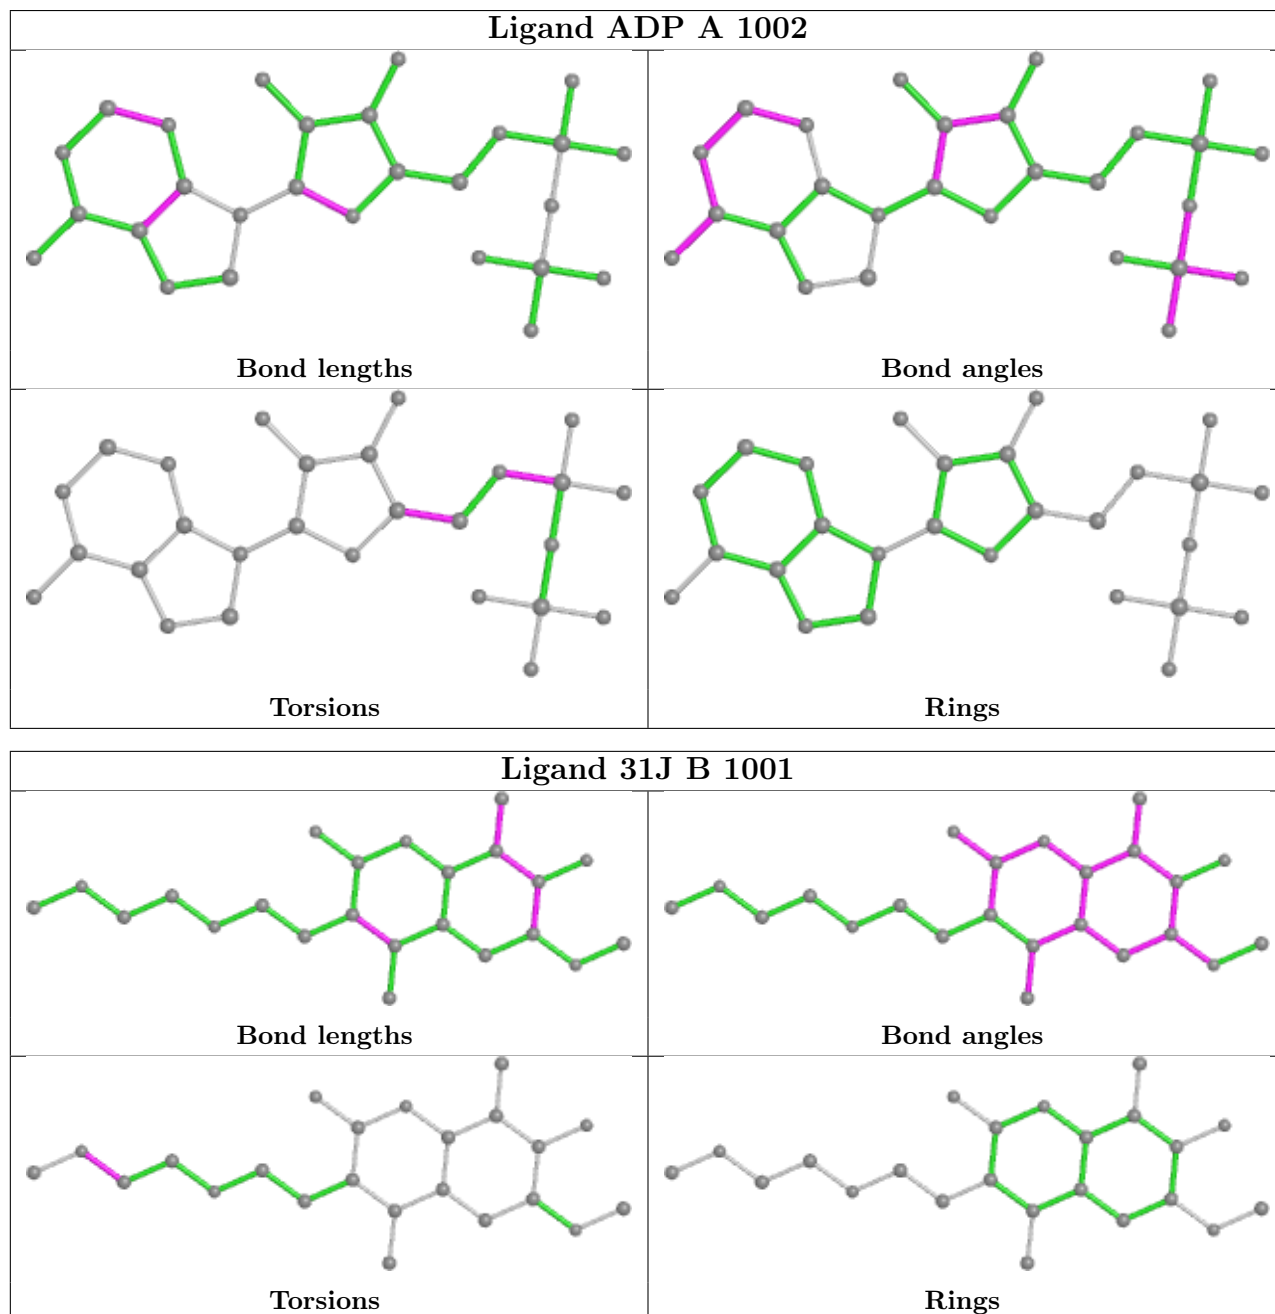 Ligand ADP A 1002
Bond lengths
Bond angles
Torsions
Rings
Ligand 31J B 1001
Bond lengths
Bond angles
Torsions
Rings